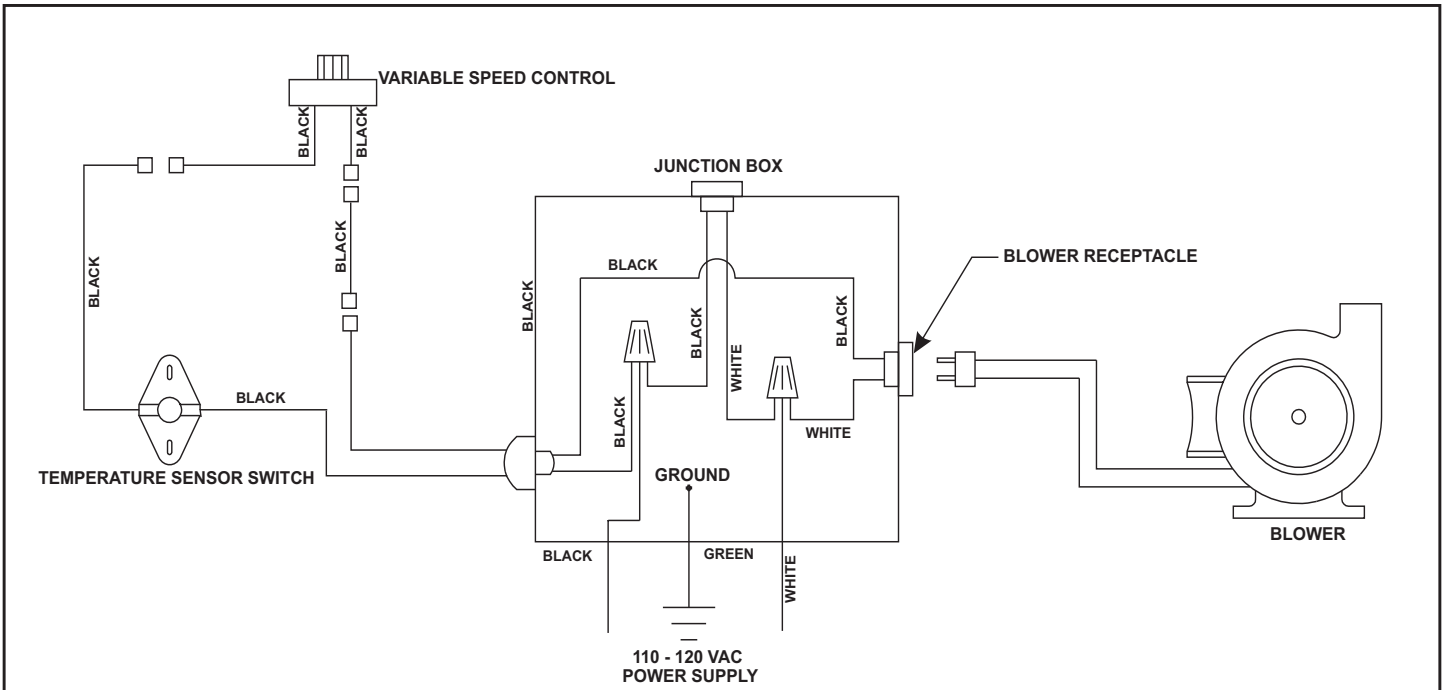 VARIABLE SPEED CONTROL
BLACK
BLACK
JUNCTION BOX
BLACK
BLACK
BLACK
BLACK
BLOWER RECEPTACLE
BLACK
BLACK
BLACK
WHITE
BLACK
BLACK
WHITE
TEMPERATURE SENSOR SWITCH
GROUND
BLOWER
BLACK
GREEN
WHITE
110 - 120 VAC
POWER SUPPLY